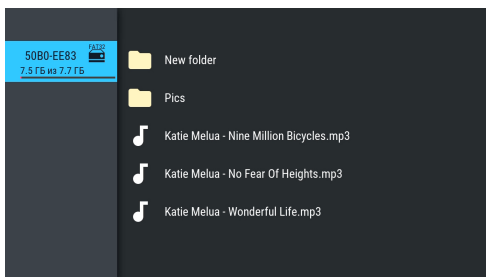 50B0-EE83
FAT32
7.5 ГБ из 7.7 ГБ
New folder
Pics
Katie Melua - Nine Million Bicycles.mp3
Katie Melua - No Fear Of Heights.mp3
Katie Melua - Wonderful Life.mp3